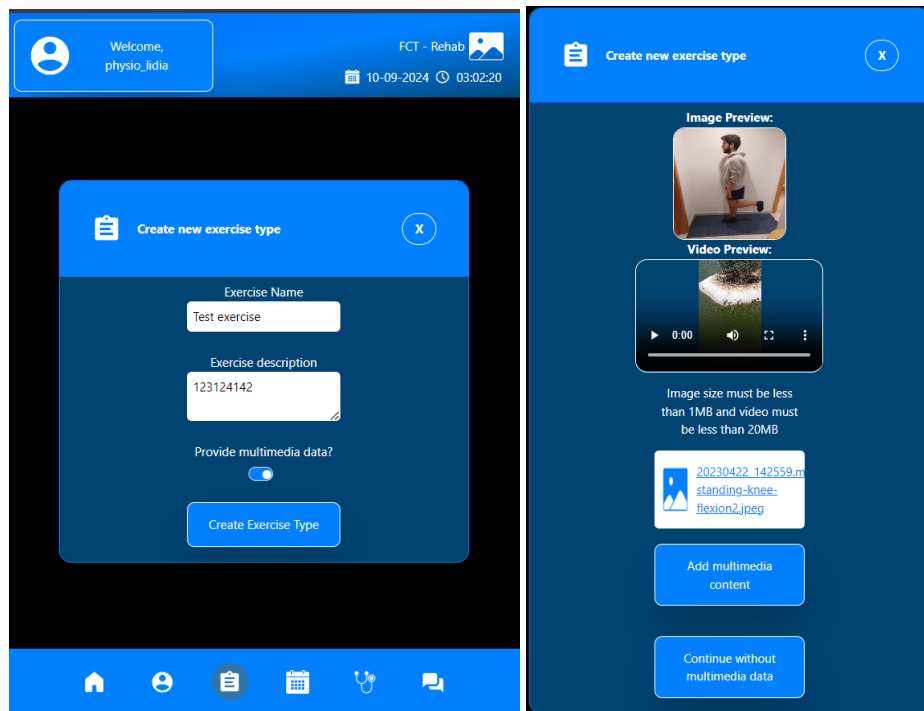 Welcome,
physio_lidia
FCT - Rehab
10-09-2024 03:02:20
Create new exercise type
X
Exercise Name
Test exercise
Exercise description
123124142
Provide multimedia data?
Create Exercise Type
Create new exercise type
X
Image Preview:
Video Preview:
0:00
Image size must be less
than 1MB and video must
be less than 20MB
20230422_142559.m
standing-knee-
flexion2.jpeg
Add multimedia
content
Continue without
multimedia data